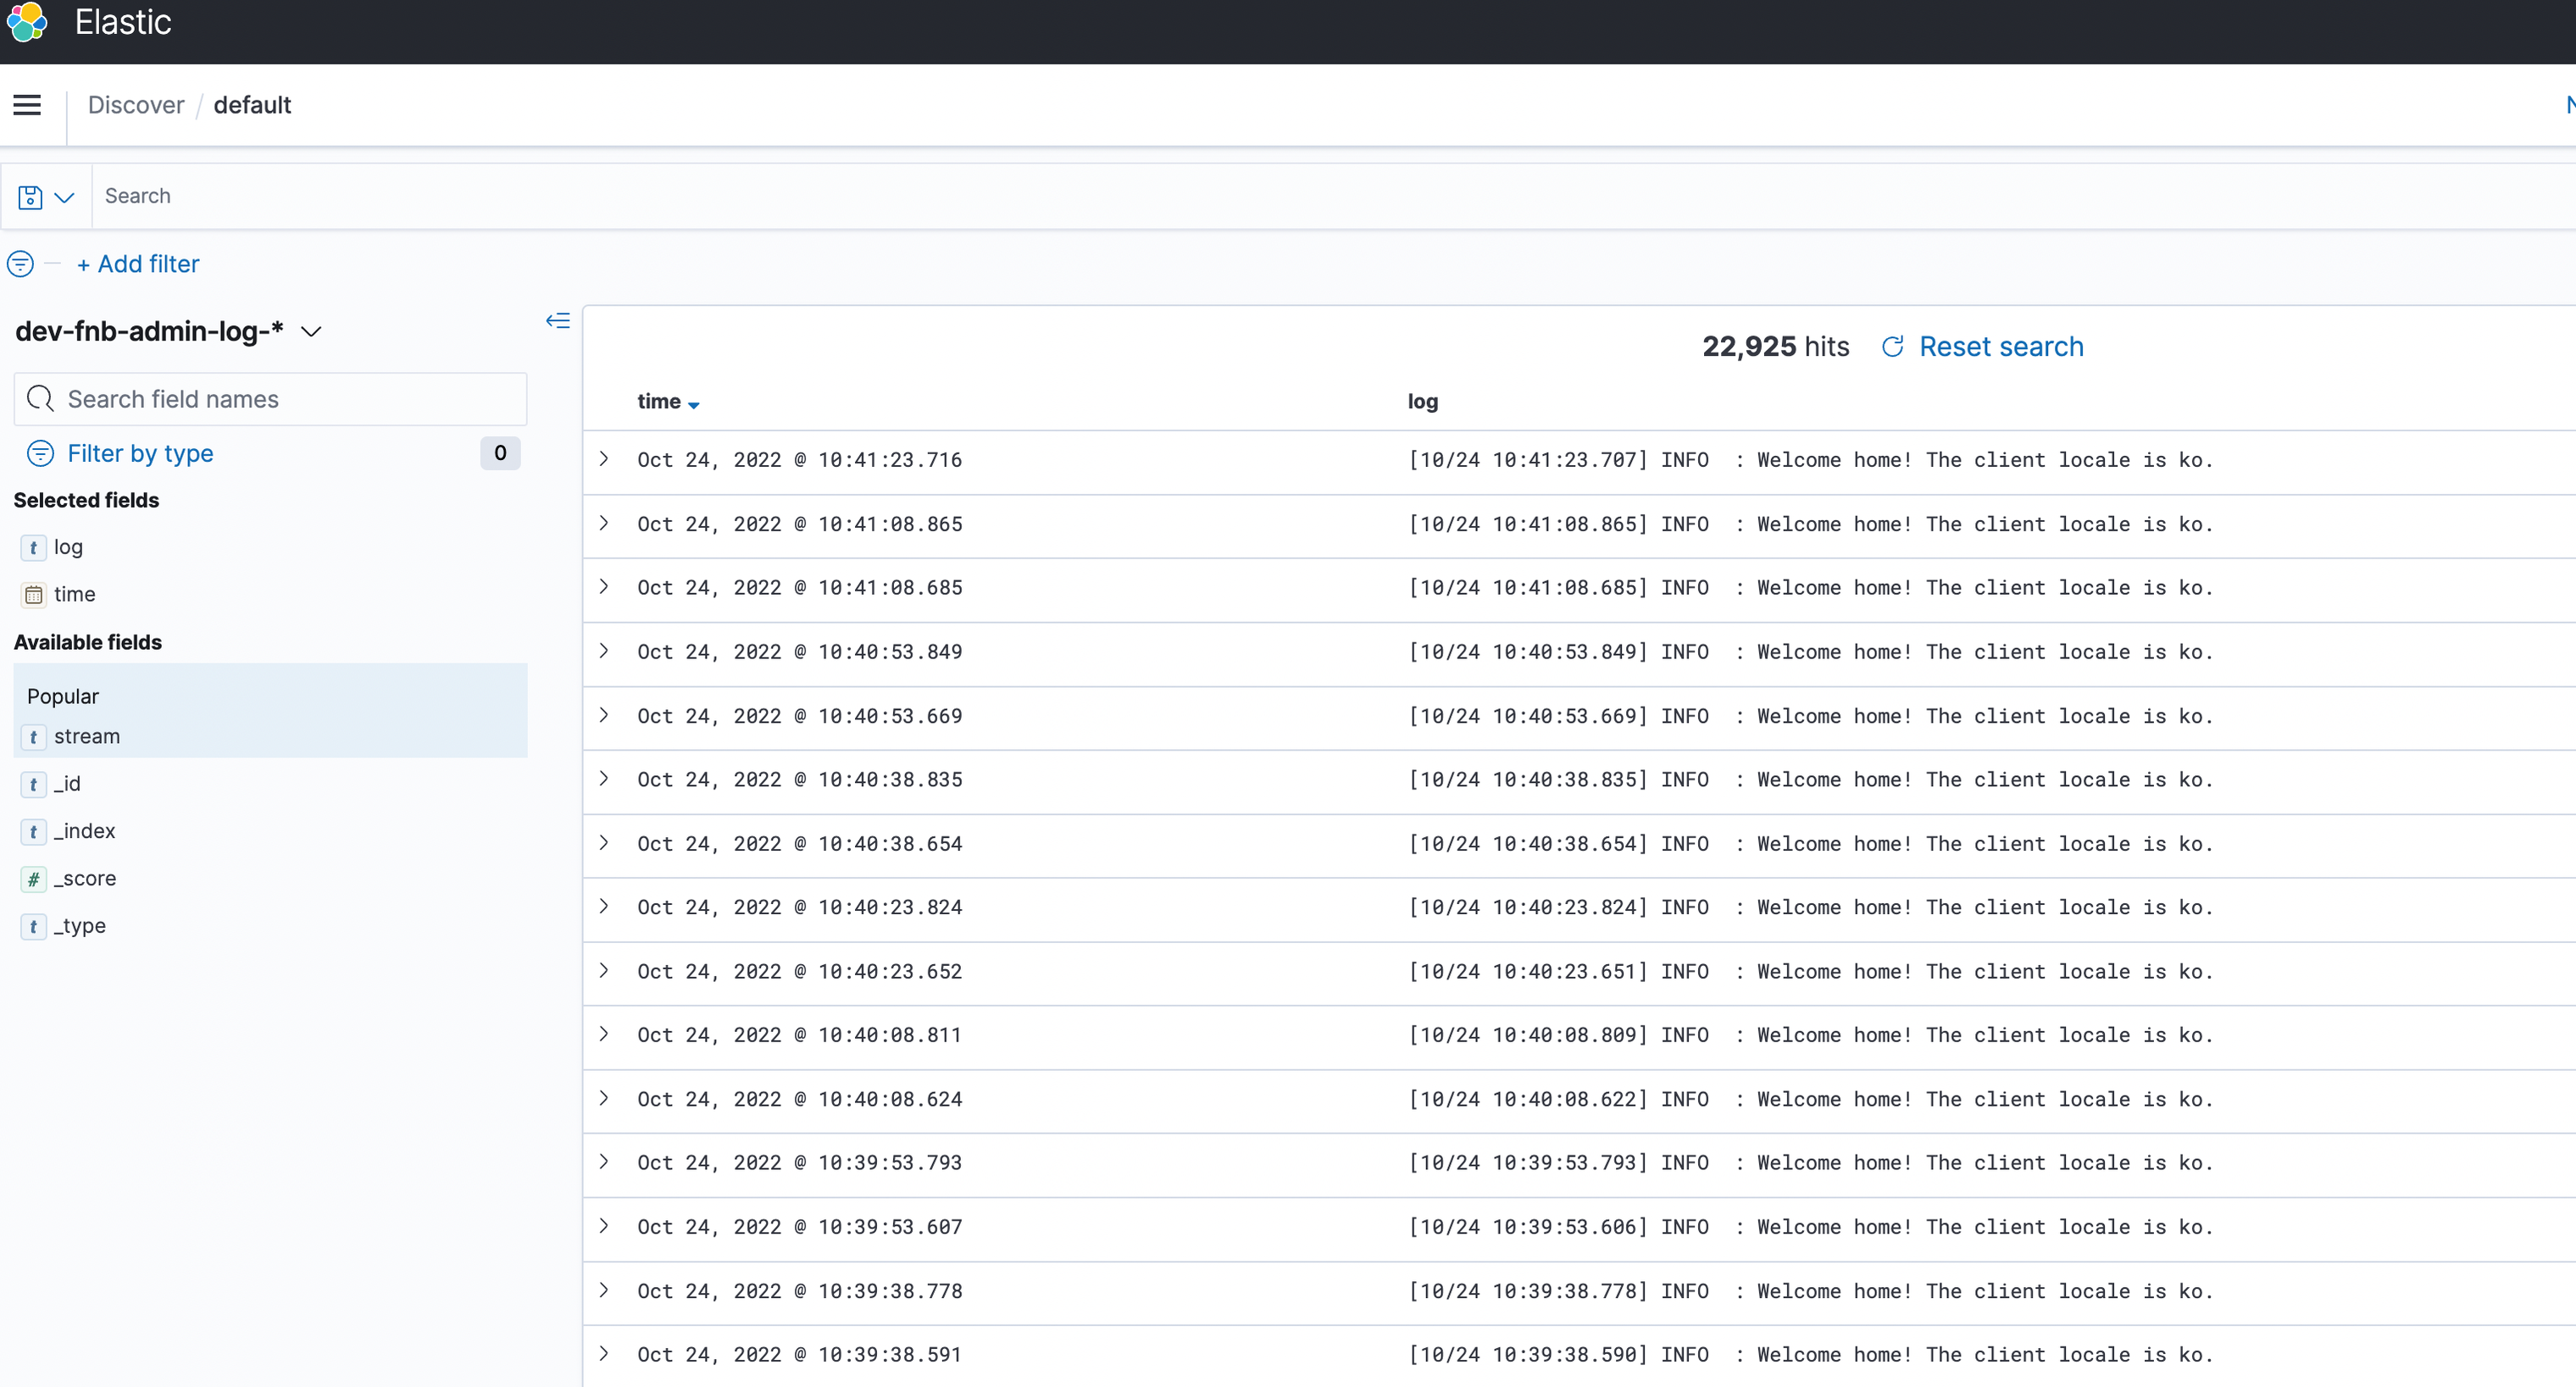 Elastic
Discover / default
N
Search
+ Add filter
dev-fnb-admin-log-*
Search field names
Filter by type 0
Selected fields
t log
time
Available fields
Popular
t stream
t _id
t _index
# _score
t _type
22,925 hits Reset search
time log
Oct 24, 2022 @ 10:41:23.716 [10/24 10:41:23.707] INFO : Welcome home! The client locale is ko.
Oct 24, 2022 @ 10:41:08.865 [10/24 10:41:08.865] INFO : Welcome home! The client locale is ko.
Oct 24, 2022 @ 10:41:08.685 [10/24 10:41:08.685] INFO : Welcome home! The client locale is ko.
Oct 24, 2022 @ 10:40:53.849 [10/24 10:40:53.849] INFO : Welcome home! The client locale is ko.
Oct 24, 2022 @ 10:40:53.669 [10/24 10:40:53.669] INFO : Welcome home! The client locale is ko.
Oct 24, 2022 @ 10:40:38.835 [10/24 10:40:38.835] INFO : Welcome home! The client locale is ko.
Oct 24, 2022 @ 10:40:38.654 [10/24 10:40:38.654] INFO : Welcome home! The client locale is ko.
Oct 24, 2022 @ 10:40:23.824 [10/24 10:40:23.824] INFO : Welcome home! The client locale is ko.
Oct 24, 2022 @ 10:40:23.652 [10/24 10:40:23.651] INFO : Welcome home! The client locale is ko.
Oct 24, 2022 @ 10:40:08.811 [10/24 10:40:08.809] INFO : Welcome home! The client locale is ko.
Oct 24, 2022 @ 10:40:08.624 [10/24 10:40:08.622] INFO : Welcome home! The client locale is ko.
Oct 24, 2022 @ 10:39:53.793 [10/24 10:39:53.793] INFO : Welcome home! The client locale is ko.
Oct 24, 2022 @ 10:39:53.607 [10/24 10:39:53.606] INFO : Welcome home! The client locale is ko.
Oct 24, 2022 @ 10:39:38.778 [10/24 10:39:38.778] INFO : Welcome home! The client locale is ko.
Oct 24, 2022 @ 10:39:38.591 [10/24 10:39:38.590] INFO : Welcome home! The client locale is ko.